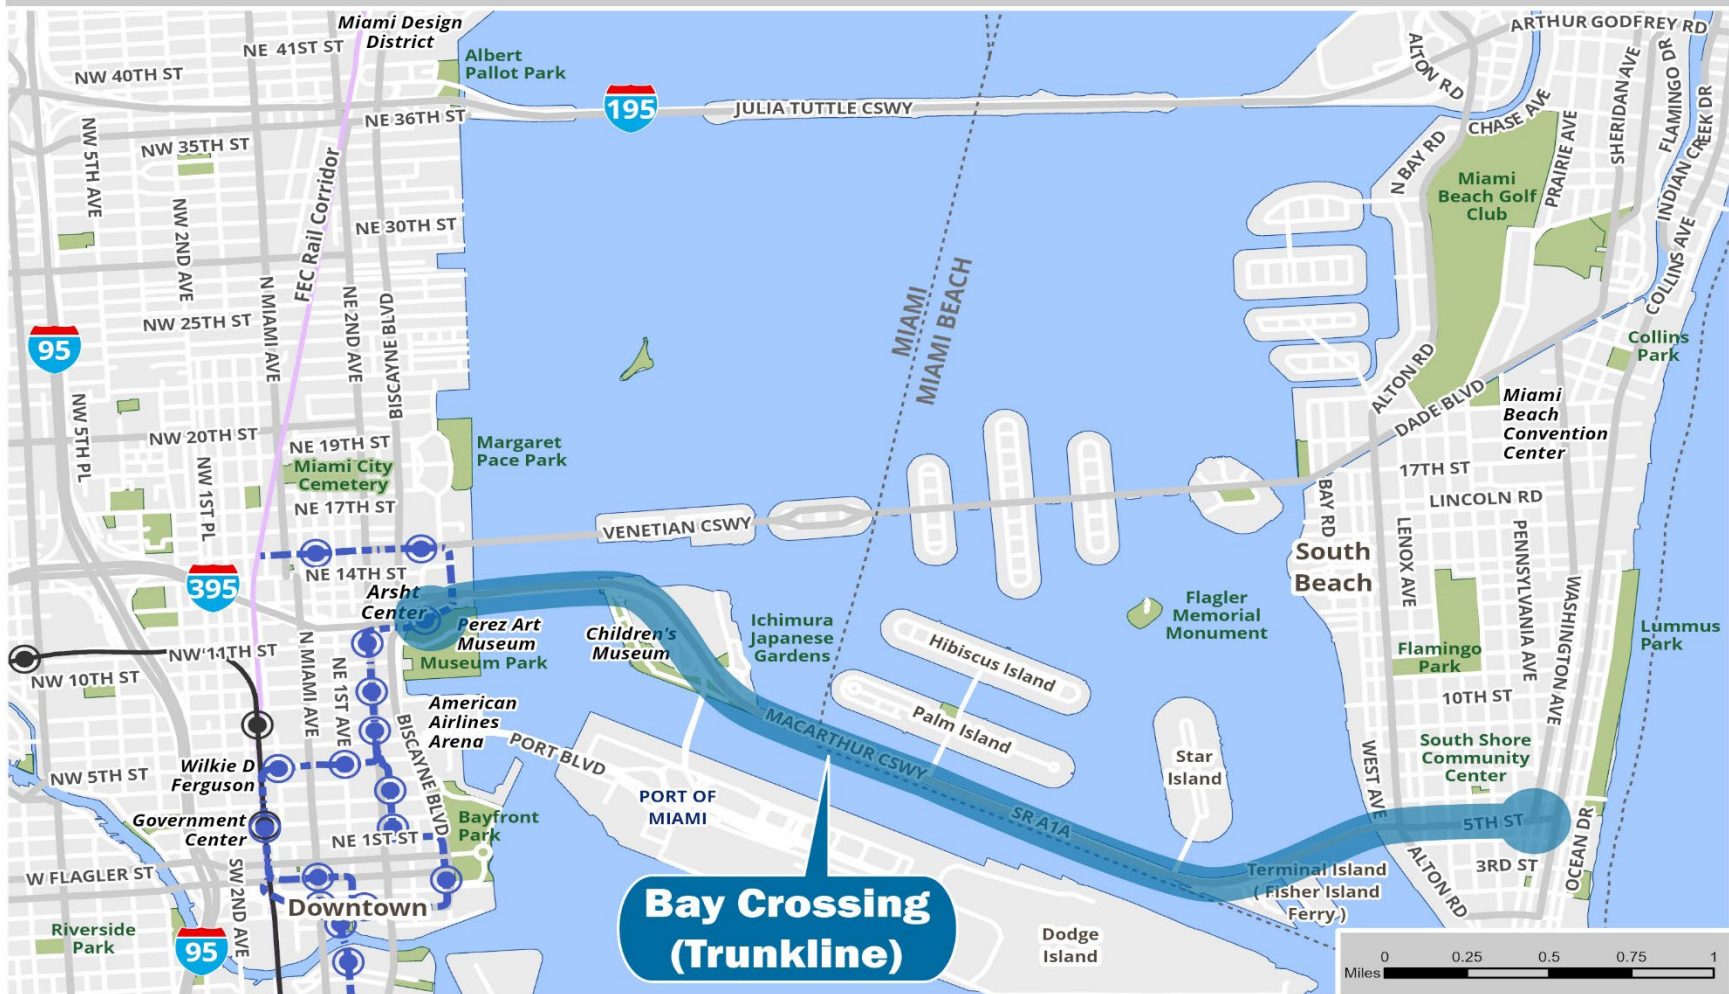 Miami Design
District
ARTHUR GODFREY RD
NE 41ST ST
NW 40TH ST
Albert
Pallot Park
ALTON RD
195
JULIA TUTTLE CSWY
NE 36TH ST
NW 35TH ST
NW 5TH AVE
FEC Rail Corridor
NW 2ND AVE
NE 30TH ST
N BAY RD
CHASE AVE
PRAIRIE AVE
SHERIDAN AVE
FLAMINGO DR
INDIAN CREEK DR
COLLINS AVE
Miami
Beach Golf
Club
MIAMI
MIAMI BEACH
N MIAMI AVE
NE 2ND AVE
BISCAYNE BLVD
NW 25TH ST
95
Collins
Park
ALTON RD
DADE BLVD
Miami
Beach
Convention
Center
NW 5TH PL
NW 20TH ST
NE 19TH ST
Miami City
Cemetery
NW 1ST PL
NE 17TH ST
Margaret
Pace Park
17TH ST
LINCOLN RD
BAY RD
VENETIAN CSWY
South
Beach
LENOX AVE
PENNSYLVANIA AVE
WASHINGTON AVE
395
NE 14TH ST
Arsht
Center
Perez Art
Museum
Museum Park
Children's
Museum
Ichimura
Japanese
Gardens
Flagler
Memorial
Monument
Hibiscus Island
Palm Island
Star
Island
Flamingo
Park
Lummus
Park
10TH ST
NW 11TH ST
NW 10TH ST
N MIAMI AVE
NE 1ST AVE
BISCAYNE BLVD
American
Airlines
Arena
PORT BLVD
MACARTHUR CSWY
SR A1A
South Shore
Community
Center
WEST AVE
5TH ST
3RD ST
OCEAN DR
ALTON RD
Wilkie D
Ferguson
NW 5TH ST
Government
Center
NE 1ST ST
Bayfront
Park
PORT OF
MIAMI
W FLAGLER ST
SW 2ND AVE
Downtown
Riverside
Park
95
Bay Crossing
(Trunkline)
Terminal Island
( Fisher Island
Ferry )
Dodge
Island
0 0.25 0.5 0.75 1
Miles